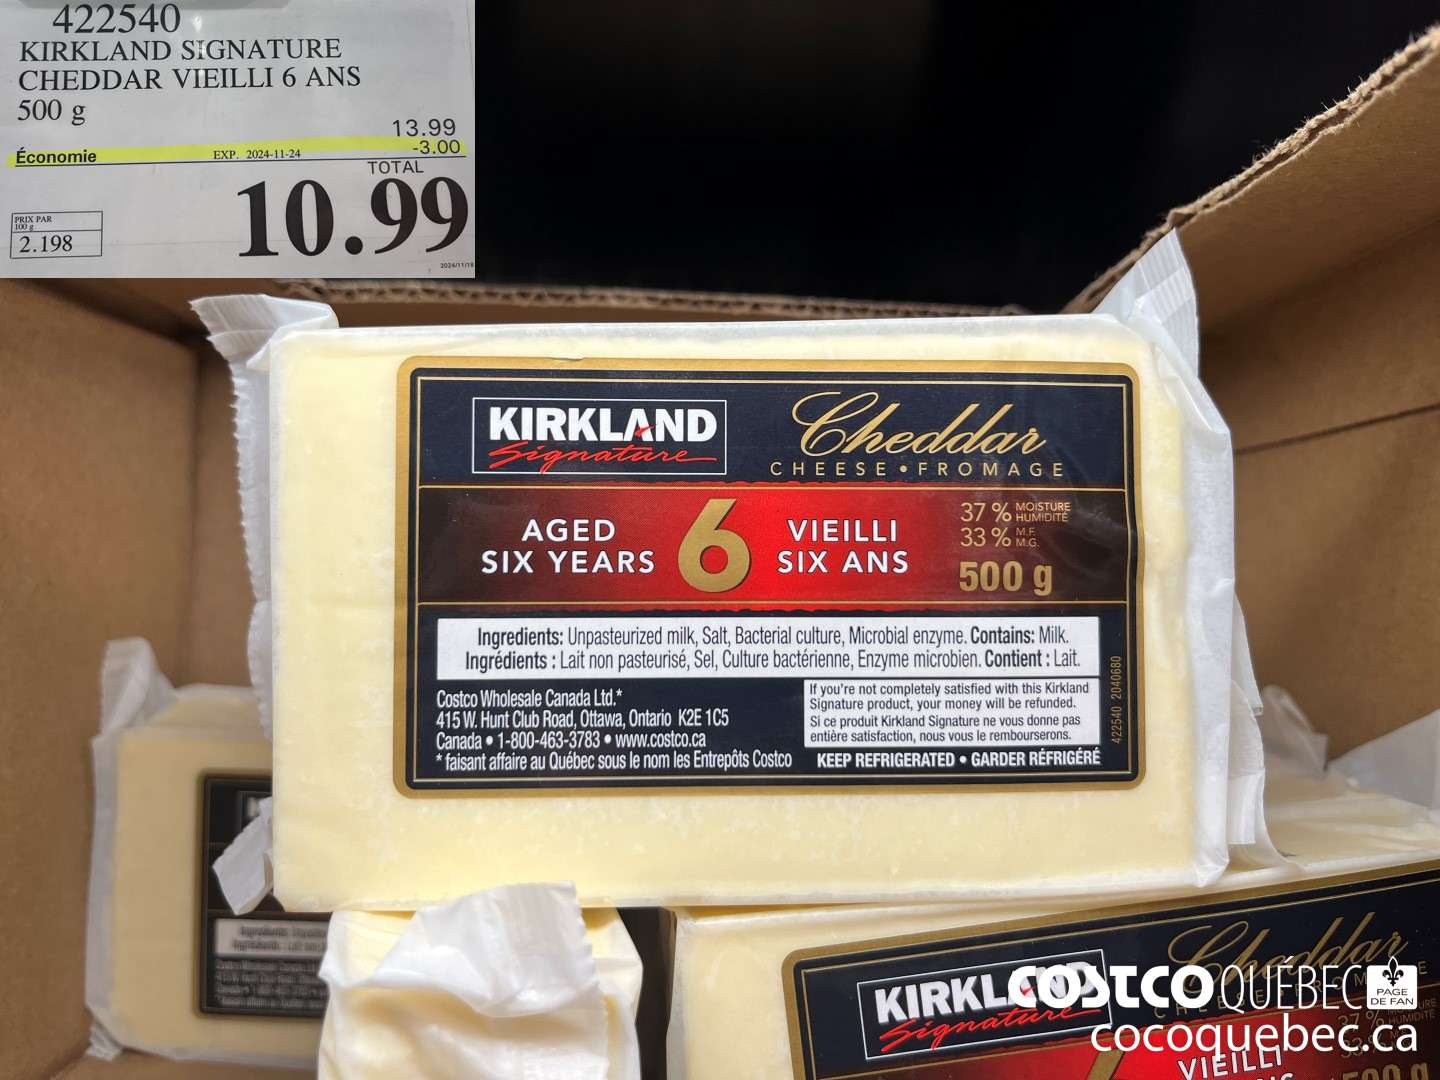 422540
KIRKLAND SIGNATURE
CHEDDAR VIEILLI 6 ANS
500 g
13.99
Économie EXP. 2024-11-24 -3.00
TOTAL
10.99
PRIX PAR
100 g
2.198
2024/11/18
KIRKLAND
Signature
Cheddar
CHEESE • FROMAGE
AGED
SIX YEARS
6
VIEILLI
SIX ANS
37 % MOISTURE HUMIDITÉ
33 % M.F. M.G.
500 g
Ingredients: Unpasteurized milk, Salt, Bacterial culture, Microbial enzyme. Contains: Milk.
Ingrédients : Lait non pasteurisé, Sel, Culture bactérienne, Enzyme microbien. Contient : Lait.
Costco Wholesale Canada Ltd.*
415 W. Hunt Club Road, Ottawa, Ontario K2E 1C5
Canada • 1-800-463-3783 • www.costco.ca
* faisant affaire au Québec sous le nom les Entrepôts Costco
If you're not completely satisfied with this Kirkland
Signature product, your money will be refunded.
Si ce produit Kirkland Signature ne vous donne pas
entière satisfaction, nous vous le rembourserons.
KEEP REFRIGERATED • GARDER RÉFRIGÉRÉ
422540 2040680
KIRKLAND
Signature
Cheddar
VIEILLI
500 g
COSTCO QUÉBEC
PAGE
DE FAN
cocoquebec.ca